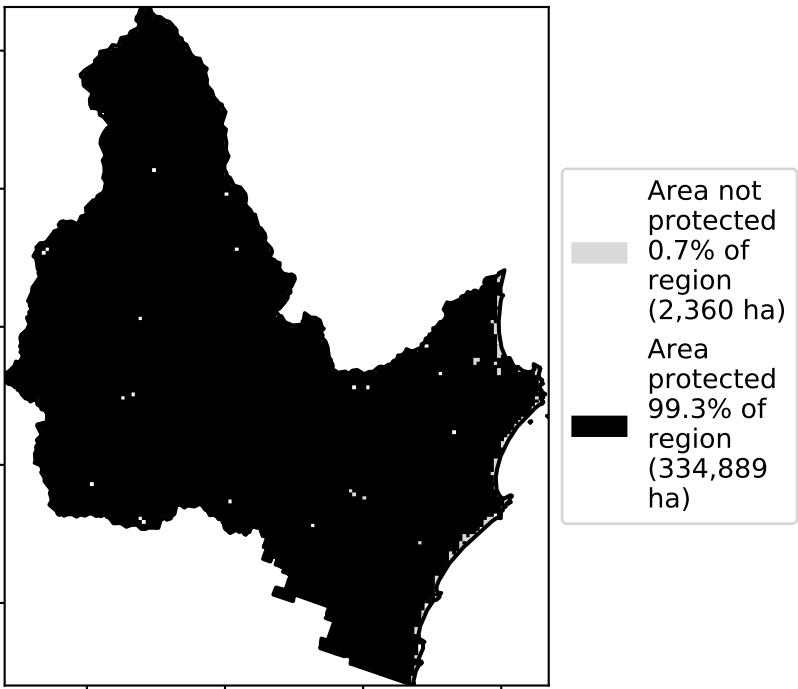 Area not
protected
0.7% of
region
(2,360 ha)
Area
protected
99.3% of
region
(334,889
ha)